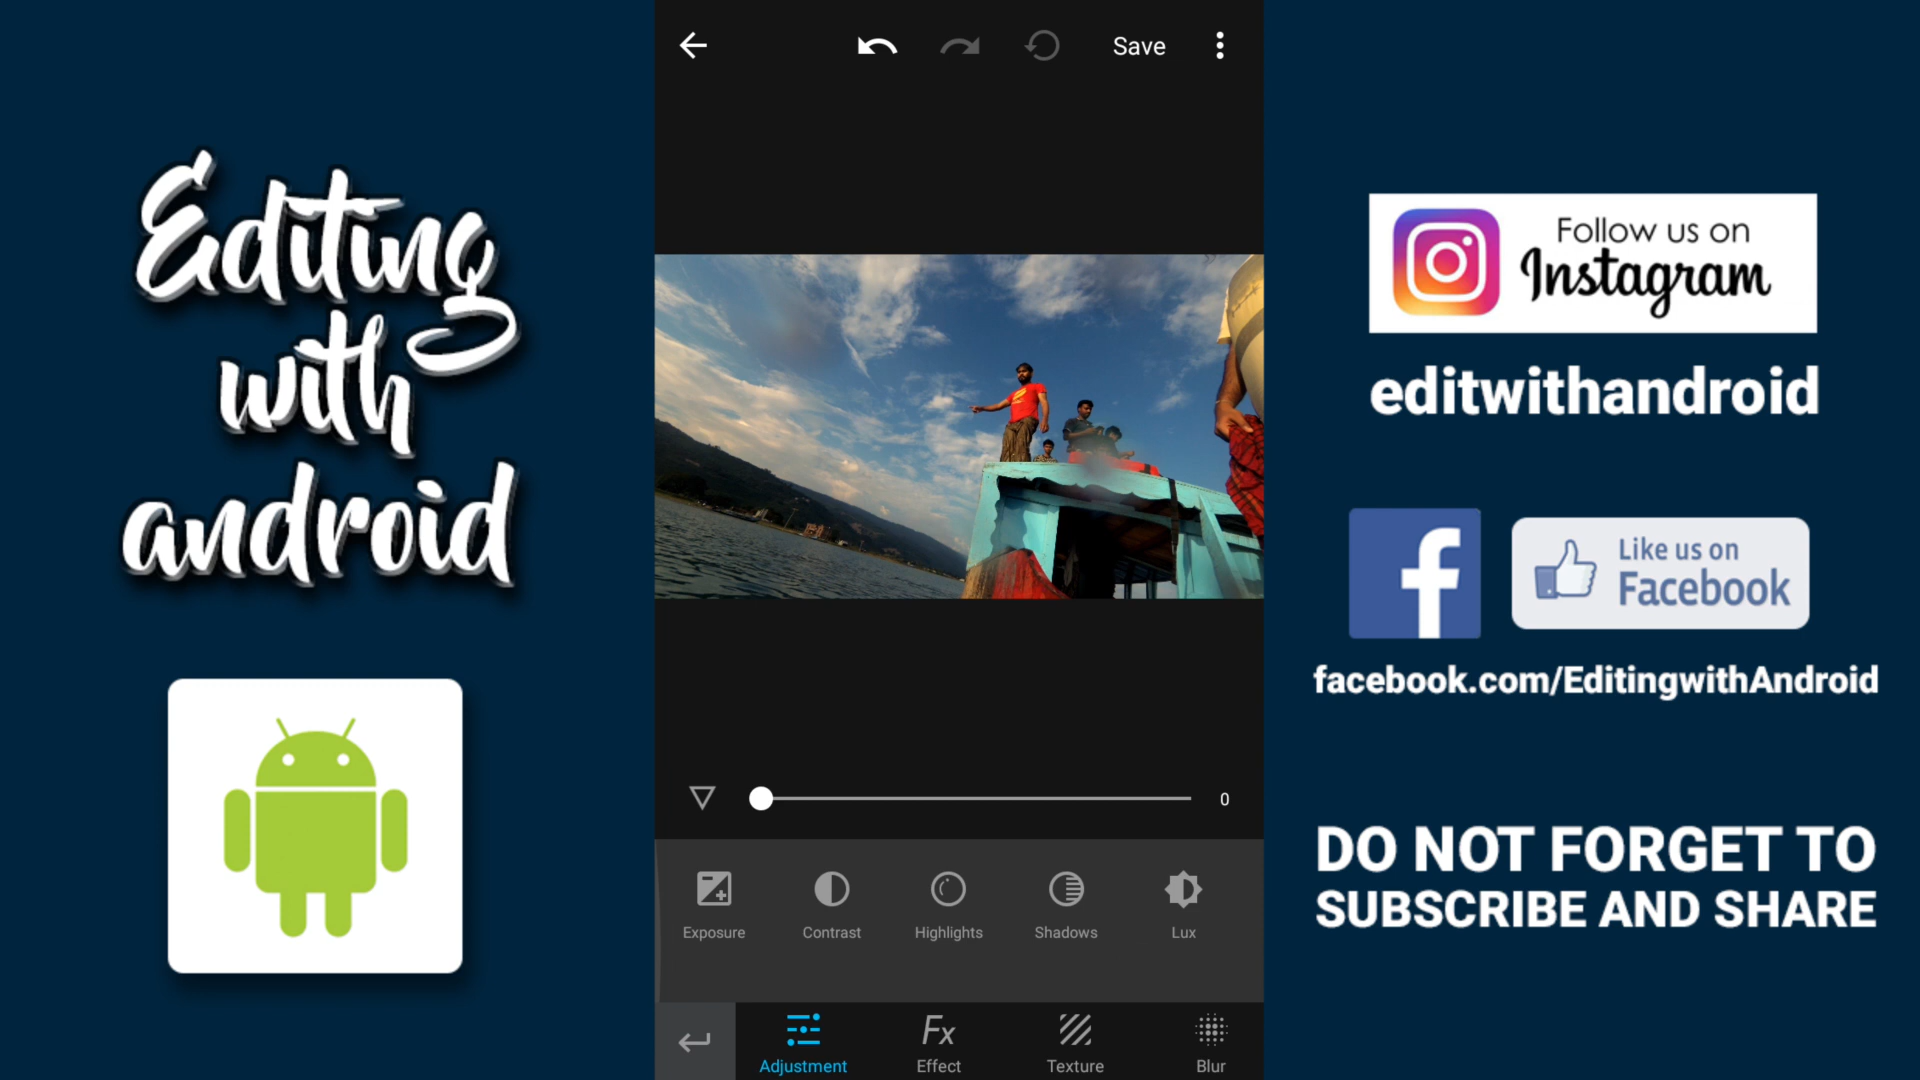 Editing
with
android
Save
0
Exposure
Contrast
Highlights
Shadows
Lux
Adjustment
Fx
Effect
Texture
Blur
Follow us on
Instagram
editwithandroid
f
Like us on
Facebook
facebook.com/EditingwithAndroid
DO NOT FORGET TO
SUBSCRIBE AND SHARE